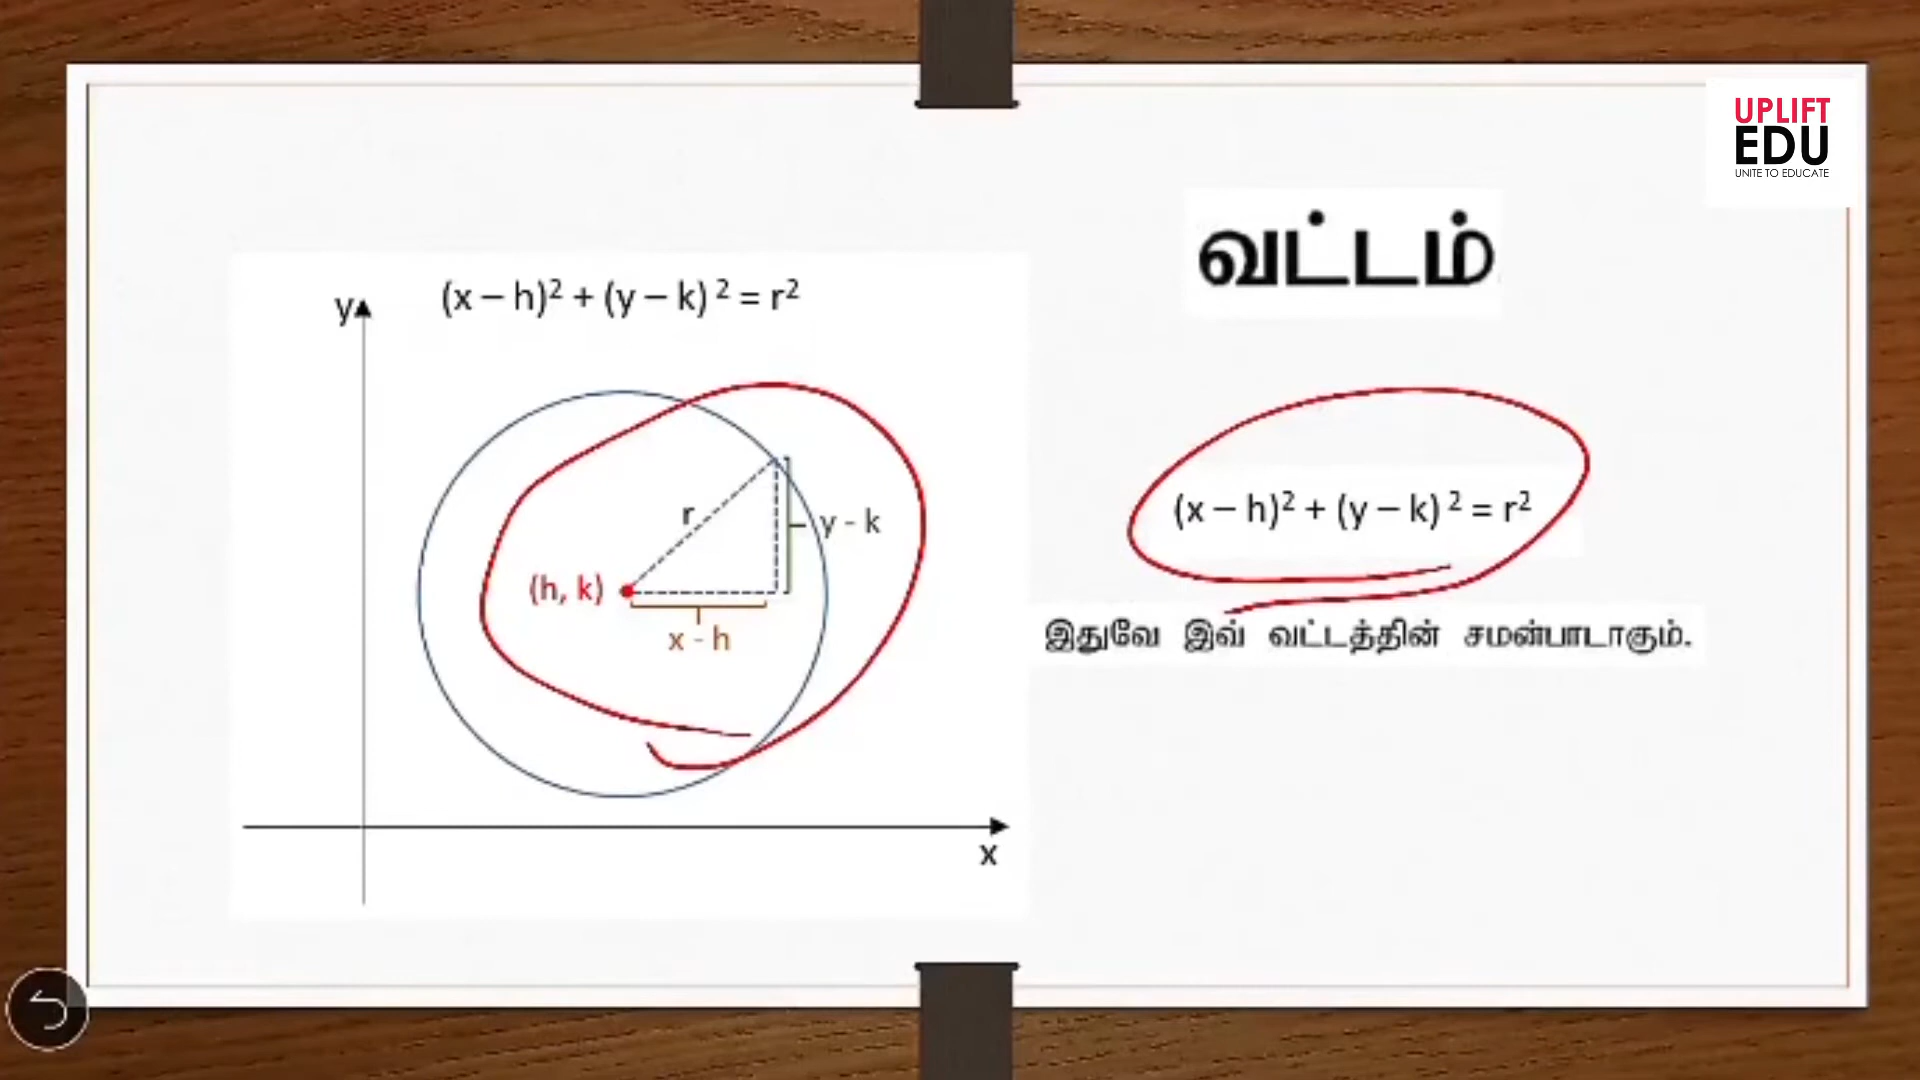 UPLIFT
EDU
UNITE TO EDUCATE
வட்டம்
(x – h)² + (y – k)² = r²
y
r
y - k
(h, k)
x - h
x
(x – h)² + (y – k)² = r²
இதுவே இவ் வட்டத்தின் சமன்பாடாகும்.